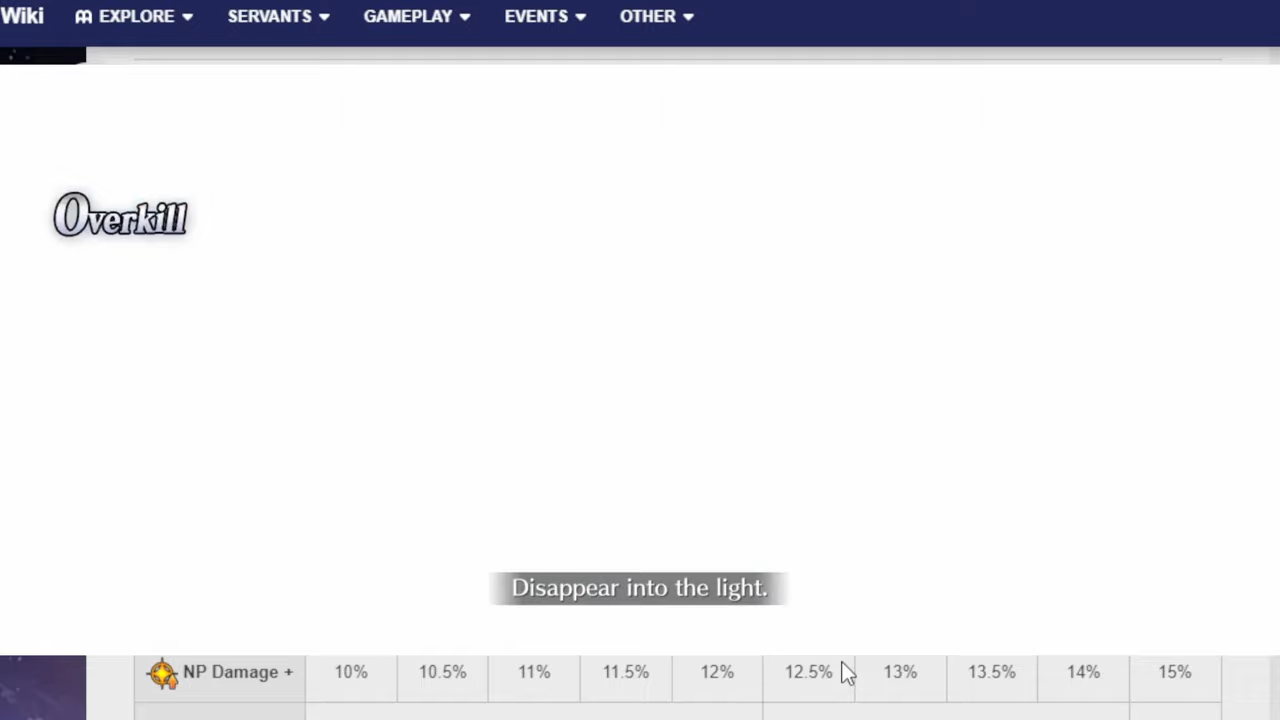 Wiki EXPLORE SERVANTS GAMEPLAY EVENTS OTHER
Overkill
Disappear into the light.
NP Damage + 10% 10.5% 11% 11.5% 12% 12.5% 13% 13.5% 14% 15%